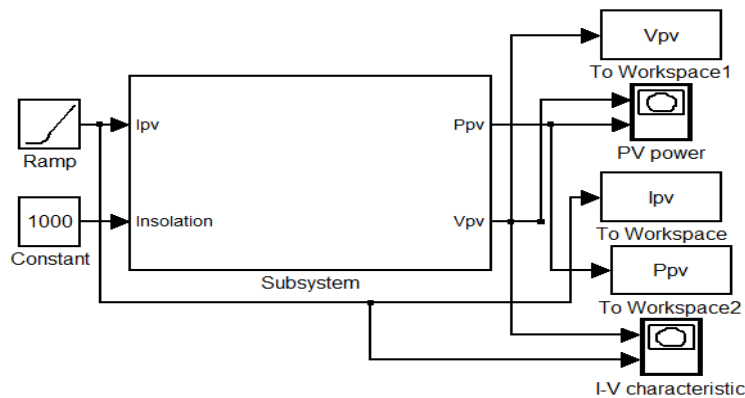 Vpv
To Workspace1
Ipv
Ppv
Ramp
PV power
1000
Insolation
Vpv
Ipv
Constant
To Workspace
Subsystem
Ppv
To Workspace2
I-V characteristic